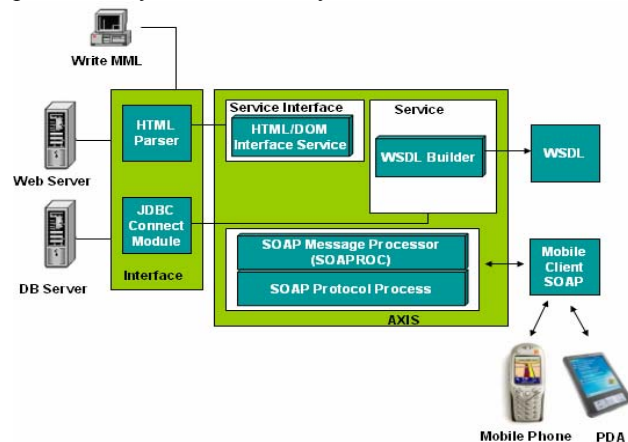 Write MML
Service Interface
Service
HTML
Parser
HTML/DOM
Interface Service
WSDL Builder
WSDL
Web Server
JDBC
Connect
Module
SOAP Message Processor
(SOAPROC)
Mobile
Client
SOAP
Interface
SOAP Protocol Process
DB Server
AXIS
Mobile Phone
PDA